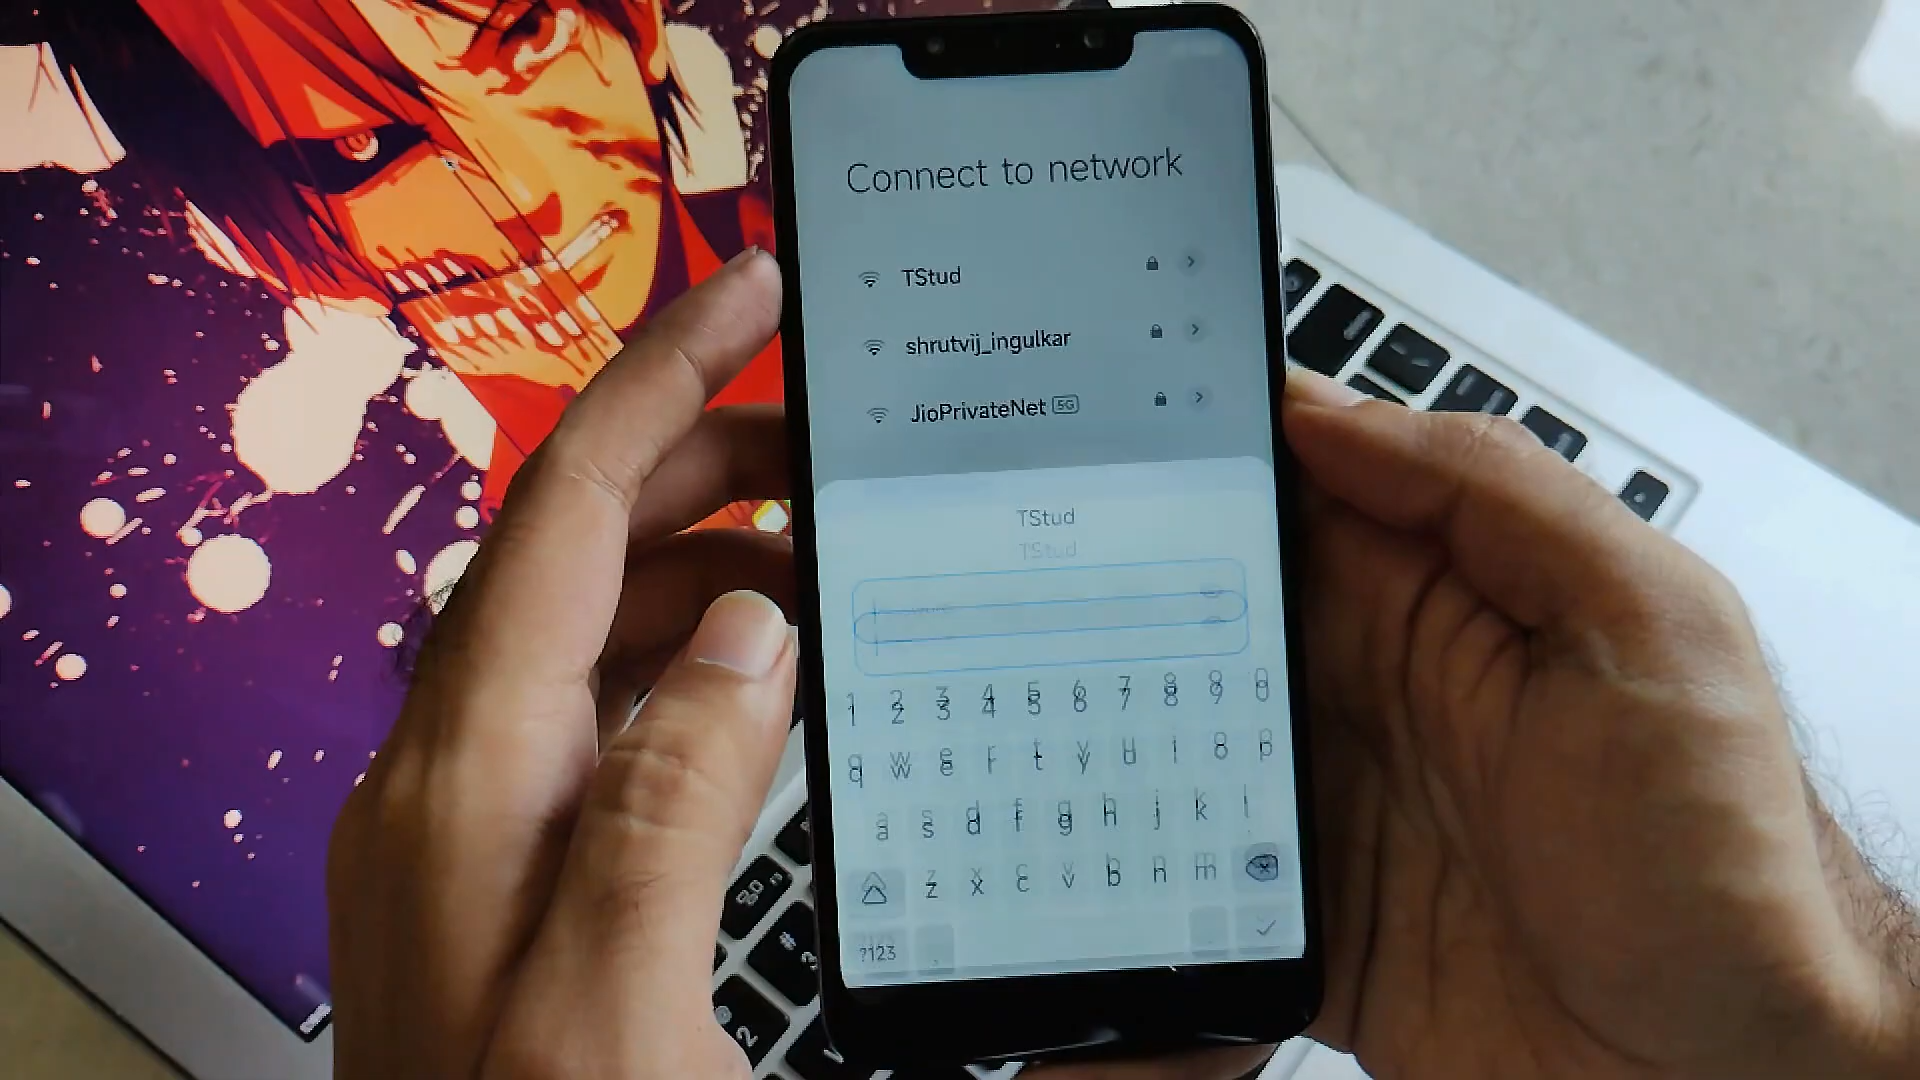 Connect to network
TStud
shrutvij_ingulkar
JioPrivateNet 5G
TStud
TStud
1 2 3 4 5 6 7 8 9 0
q w e r t y u i o p
a s d f g h j k l
z x c v b n m
?123 , .